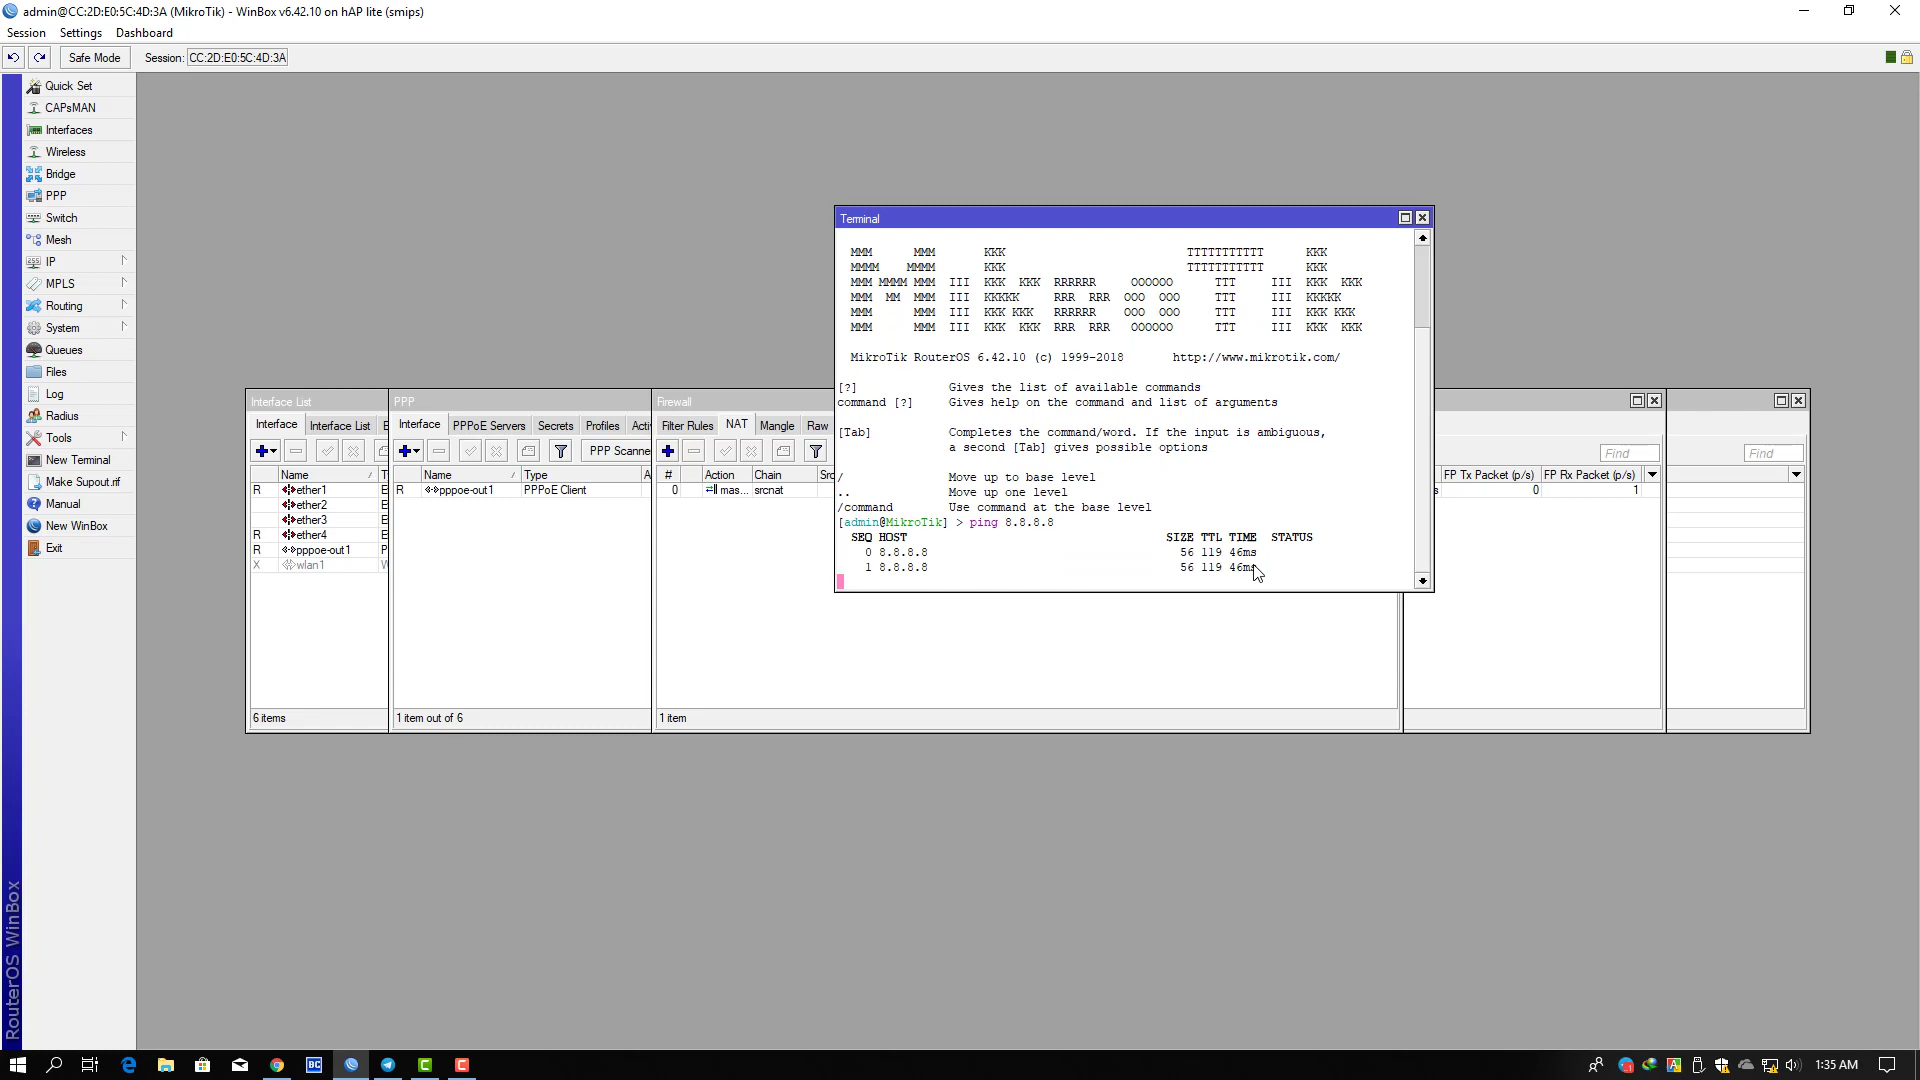 admin@CC:2D:E0:5C:4D:3A (MikroTik) - WinBox v6.42.10 on hAP lite (smips)
Session Settings Dashboard
Safe Mode Session: CC:2D:E0:5C:4D:3A
Quick Set
CAPsMAN
Interfaces
Wireless
Bridge
PPP
Switch
Mesh
IP
MPLS
Routing
System
Queues
Files
Log
Radius
Tools
New Terminal
Make Supout.rif
Manual
New WinBox
Exit
RouterOS WinBox
Interface List
Interface Interface List E
Name T
R ether1 E
ether2 E
ether3 E
R ether4 E
R pppoe-out1 P
X wlan1 W
6 items
PPP
Interface PPPoE Servers Secrets Profiles Acti
PPP Scanne
Name Type A
R pppoe-out1 PPPoE Client
1 item out of 6
Firewall
Filter Rules NAT Mangle Raw
# Action Chain Src
0 mas... srcnat
1 item
Terminal
MMM MMM KKK TTTTTTTTTTT KKK
MMMM MMMM KKK TTTTTTTTTTT KKK
MMM MMMM MMM III KKK KKK RRRRRR OOOOOO TTT III KKK KKK
MMM MM MMM III KKKKK RRR RRR OOO OOO TTT III KKKKK
MMM MMM III KKK KKK RRRRRR OOO OOO TTT III KKK KKK
MMM MMM III KKK KKK RRR RRR OOOOOO TTT III KKK KKK
MikroTik RouterOS 6.42.10 (c) 1999-2018 http://www.mikrotik.com/
[?] Gives the list of available commands
command [?] Gives help on the command and list of arguments
[Tab] Completes the command/word. If the input is ambiguous,
a second [Tab] gives possible options
/ Move up to base level
.. Move up one level
/command Use command at the base level
[admin@MikroTik] > ping 8.8.8.8
SEQ HOST SIZE TTL TIME STATUS
0 8.8.8.8 56 119 46ms
1 8.8.8.8 56 119 46ms
Find
FP Tx Packet (p/s) FP Rx Packet (p/s)
s 0 1
Find
1:35 AM